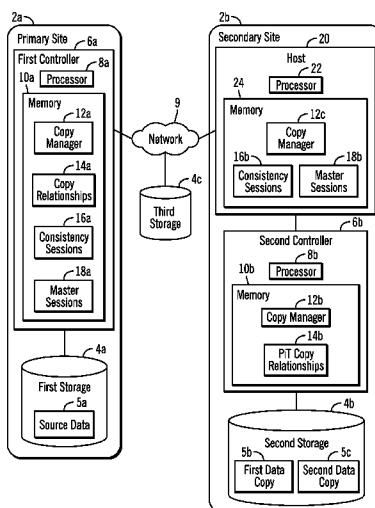 2a
Primary Site
6a
First Controller
8a
Processor
10a
Memory
12a
Copy
Manager
14a
Copy
Relationships
16a
Consistency
Sessions
18a
Master
Sessions
4a
First Storage
5a
Source Data
9
Network
4c
Third
Storage
2b
Secondary Site
20
Host
22
Processor
24
Memory
12c
Copy
Manager
16b
18b
Consistency
Sessions
Master
Sessions
6b
Second Controller
8b
Processor
10b
Memory
12b
Copy Manager
14b
PiT Copy
Relationships
4b
Second Storage
5b
5c
First Data
Copy
Second Data
Copy